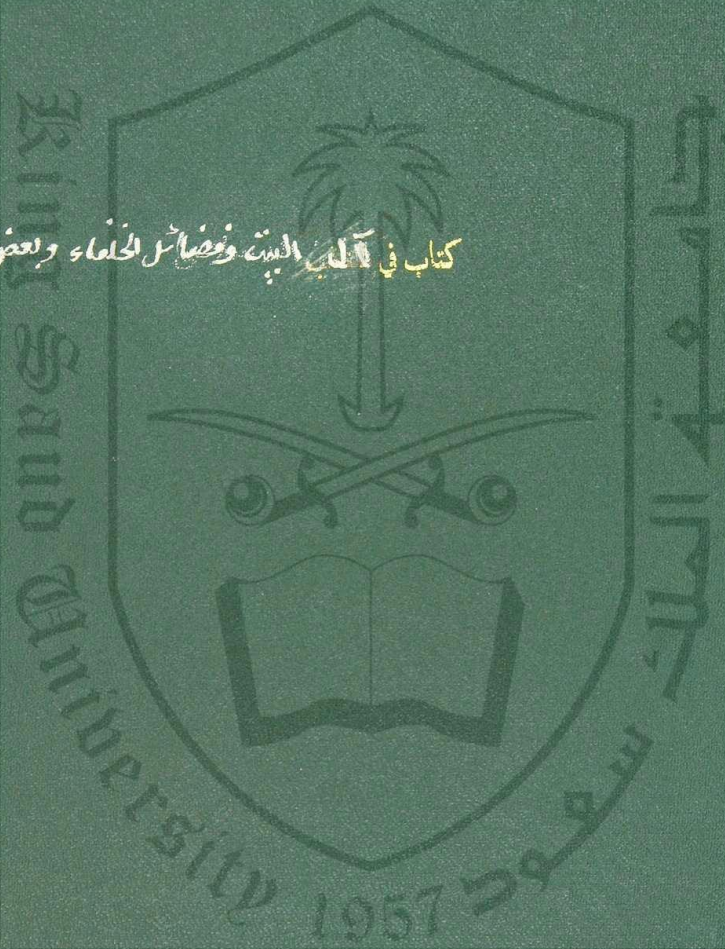 كتاب في آل البيت وفضائل الخلفاء وبعض
King Saud University
1957
جامعة الملك سعود